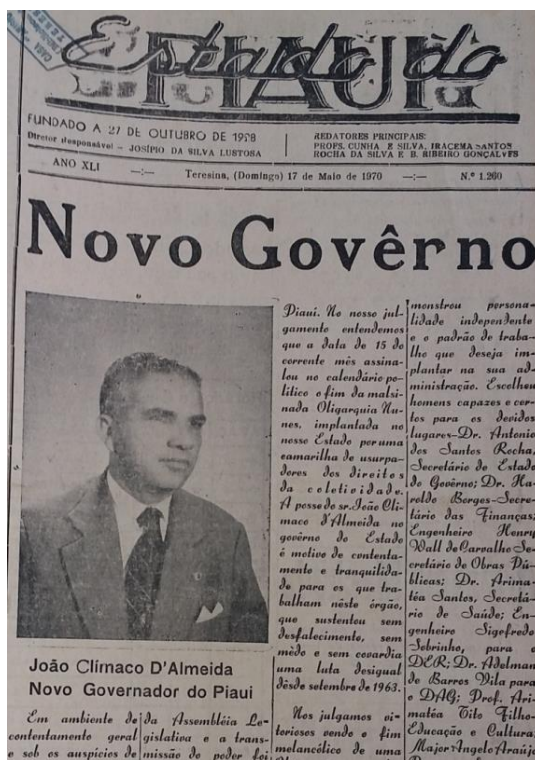 CASA
Estado do
PIAUI
FUNDADO A 27 DE OUTUBRO DE 1928
Diretor Responsável — JOSÍPIO DA SILVA LUSTOSA
REDATORES PRINCIPAIS:
PROFS. CUNHA E SILVA, IRACEMA SANTOS
ROCHA DA SILVA E B. RIBEIRO GONÇALVES
ANO XLI —:— Teresina, (Domingo) 17 de Maio de 1970 —:— N.º 1.260
Novo Govêrno
João Clímaco D'Almeida
Novo Governador do Piaui
Em ambiente de
contentamento geral
e sob os auspícios de
da Assembléia Le-
gislativa e a trans-
missão do poder foi
Piauí. No nosso jul-
gamento entendemos
que a data de 15 do
corrente mês assina-
lou no calendário po-
lítico o fim da malsi-
nada Oligarquia Nu-
nes, implantada no
nosso Estado por uma
camarilha de usurpa-
dores dos direitos
da coletividade.
A posse do sr. João Clí-
maco d'Almeida no
govêrno do Estado
é motivo de contenta-
mento e tranquilida-
de para os que tra-
balham nêste órgão,
que sustentou sem
desfalecimento, sem
mêdo e sem covardia
uma luta desigual
dêsde setembro de 1963.
Nos julgamos vi-
toriosos vendo o fim
melancólico de uma
monstrou persona-
lidade independente
e o padrão de traba-
lho que deseja im-
plantar na sua ad-
ministração. Escolheu
homens capazes e cer-
tos para os devidos
lugares—Dr. Antonio
dos Santos Rocha,
Secretário de Estado
do Govêrno; Dr. Ha-
roldo Borges—Secre-
tário das Finanças;
Engenheiro Henry
Wall de Carvalho Se-
cretário de Obras Pú-
blicas; Dr. Arima-
téa Santos, Secretá-
rio de Saúde; En-
genheiro Sigefredo
Sobrinho, para o
DER; Dr. Adelman
de Barros Vila para
o DAG; Prof. Ari-
matéa Tito Filho—
Educação e Cultura,
Major Angelo Araújo